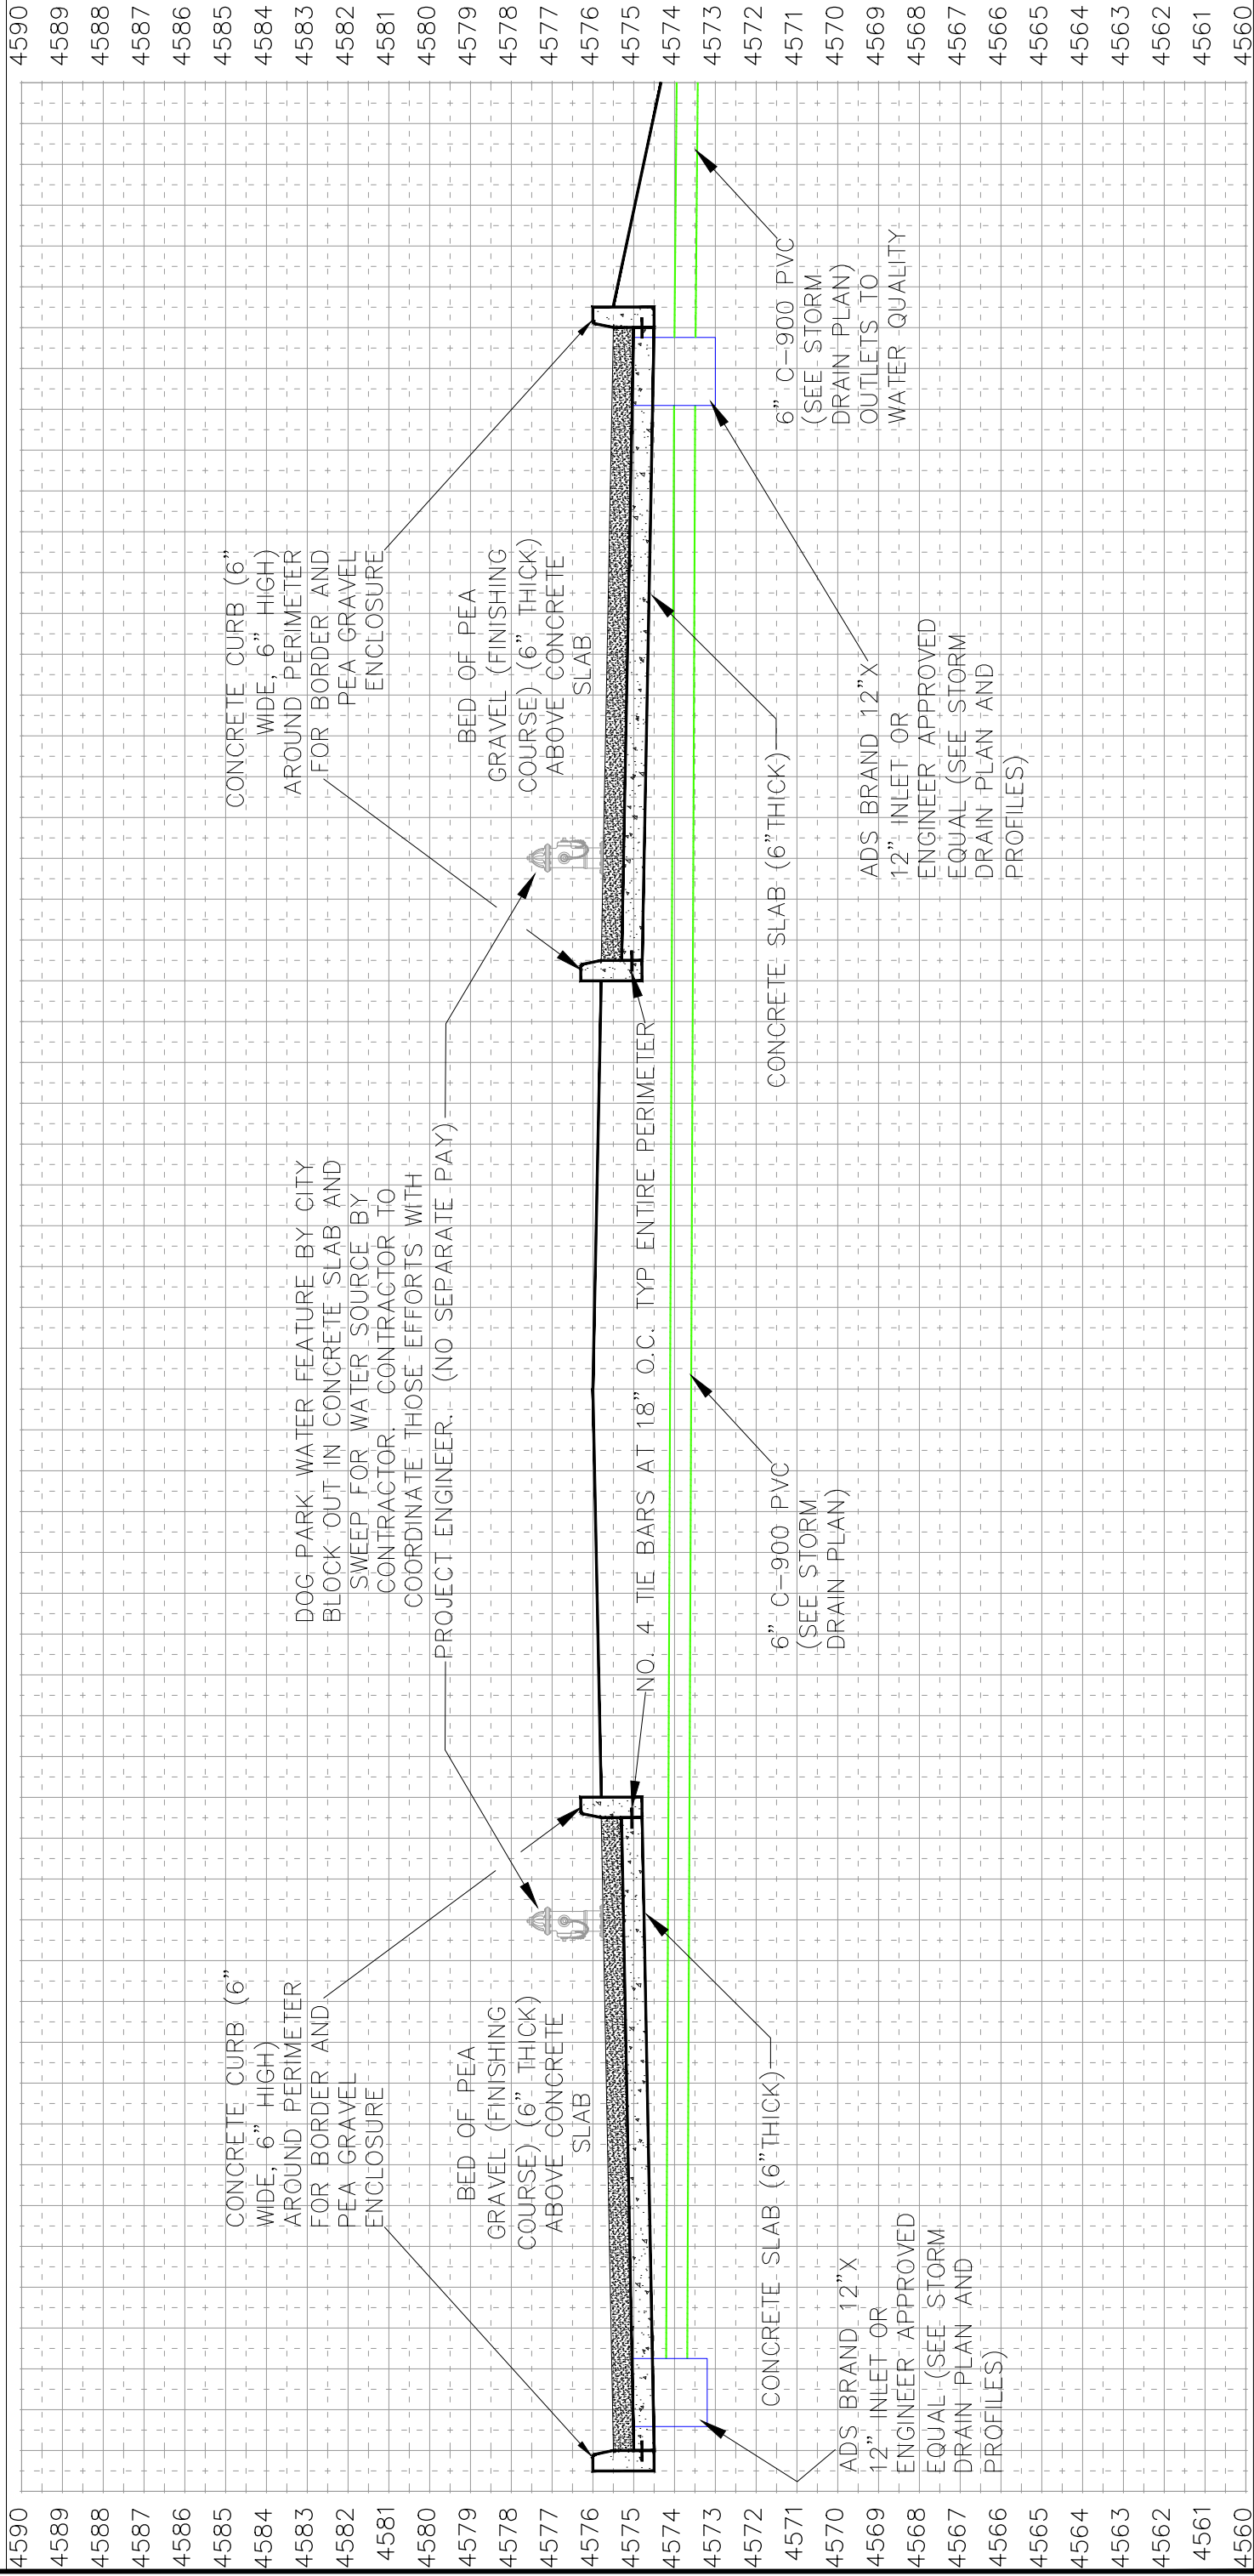 4590
4589
4588
4587
4586
4585
4584
4583
4582
4581
4580
4579
4578
4577
4576
4575
4574
4573
4572
4571
4570
4569
4568
4567
4566
4565
4564
4563
4562
4561
4560
CONCRETE CURB (6"
WIDE, 6" HIGH)
AROUND PERIMETER
FOR BORDER AND
PEA GRAVEL
ENCLOSURE
BED OF PEA
GRAVEL (FINISHING
COURSE) (6" THICK)
ABOVE CONCRETE
SLAB
CONCRETE SLAB (6"THICK)
ADS BRAND 12"X
12" INLET OR
ENGINEER APPROVED
EQUAL (SEE STORM
DRAIN PLAN AND
PROFILES)
DOG PARK WATER FEATURE BY CITY
BLOCK OUT IN CONCRETE SLAB AND
SWEEP FOR WATER SOURCE BY
CONTRACTOR. CONTRACTOR TO
COORDINATE THOSE EFFORTS WITH
PROJECT ENGINEER. (NO SEPARATE PAY)
NO. 4 TIE BARS AT 18" O.C. TYP ENTIRE PERIMETER
6" C-900 PVC
(SEE STORM
DRAIN PLAN)
CONCRETE CURB (6"
WIDE, 6" HIGH)
AROUND PERIMETER
FOR BORDER AND
PEA GRAVEL
ENCLOSURE
BED OF PEA
GRAVEL (FINISHING
COURSE) (6" THICK)
ABOVE CONCRETE
SLAB
CONCRETE SLAB (6"THICK)
ADS BRAND 12"X
12" INLET OR
ENGINEER APPROVED
EQUAL (SEE STORM
DRAIN PLAN AND
PROFILES)
6" C-900 PVC
(SEE STORM
DRAIN PLAN)
OUTLETS TO
WATER QUALITY
4590
4589
4588
4587
4586
4585
4584
4583
4582
4581
4580
4579
4578
4577
4576
4575
4574
4573
4572
4571
4570
4569
4568
4567
4566
4565
4564
4563
4562
4561
4560